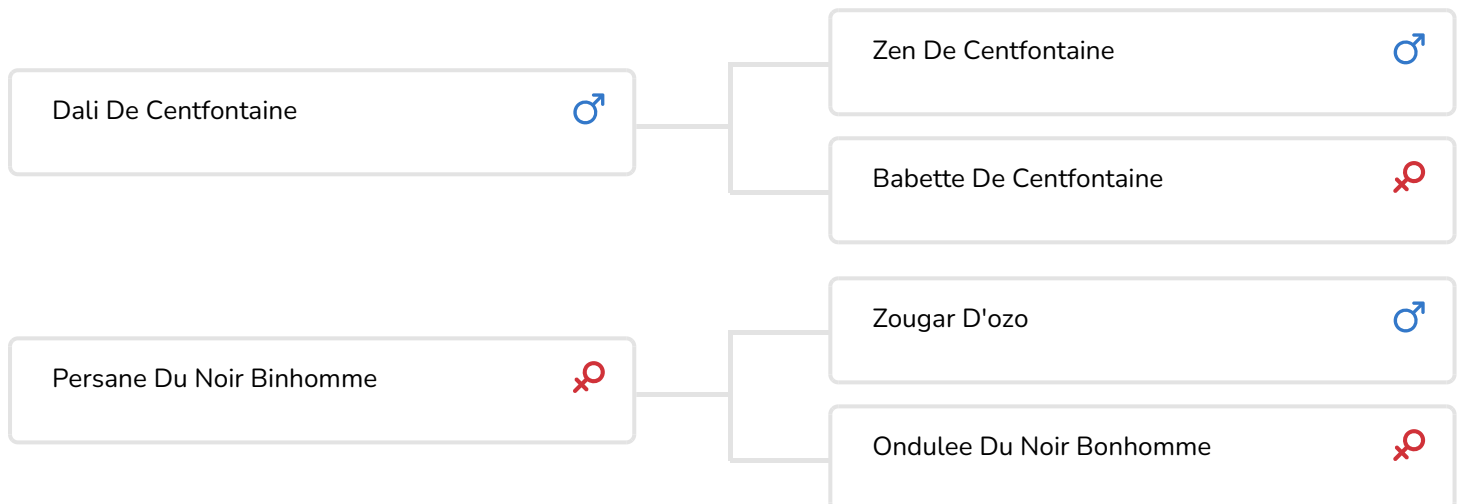 Zen De Centfontaine
Dali De Centfontaine
Babette De Centfontaine
Zougar D'ozo
Persane Du Noir Binhomme
Ondulee Du Noir Bonhomme